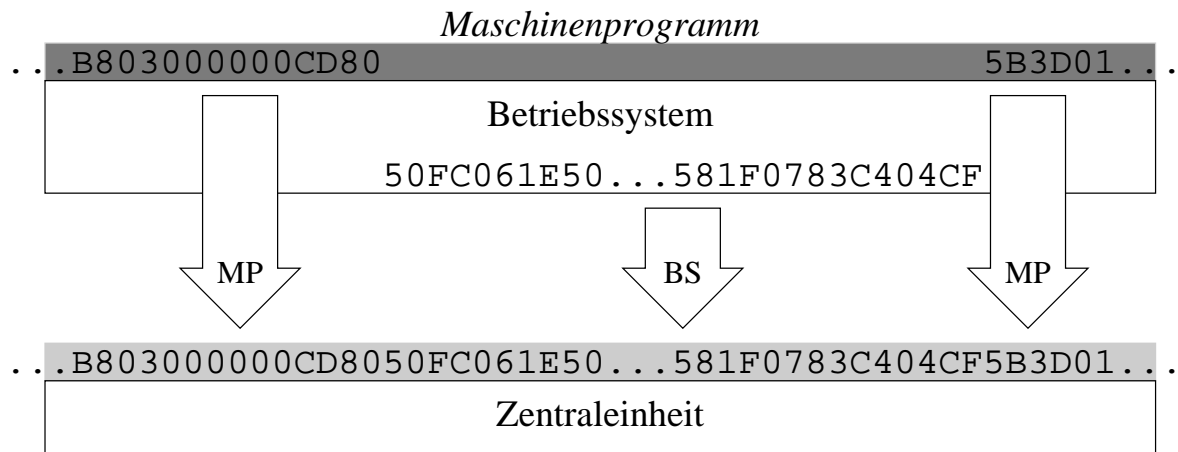 Maschinenprogramm
...B803000000CD80 5B3D01...
Betriebssystem
50FC061E50...581F0783C404CF
MP BS MP
...B803000000CD8050FC061E50...581F0783C404CF5B3D01...
Zentraleinheit